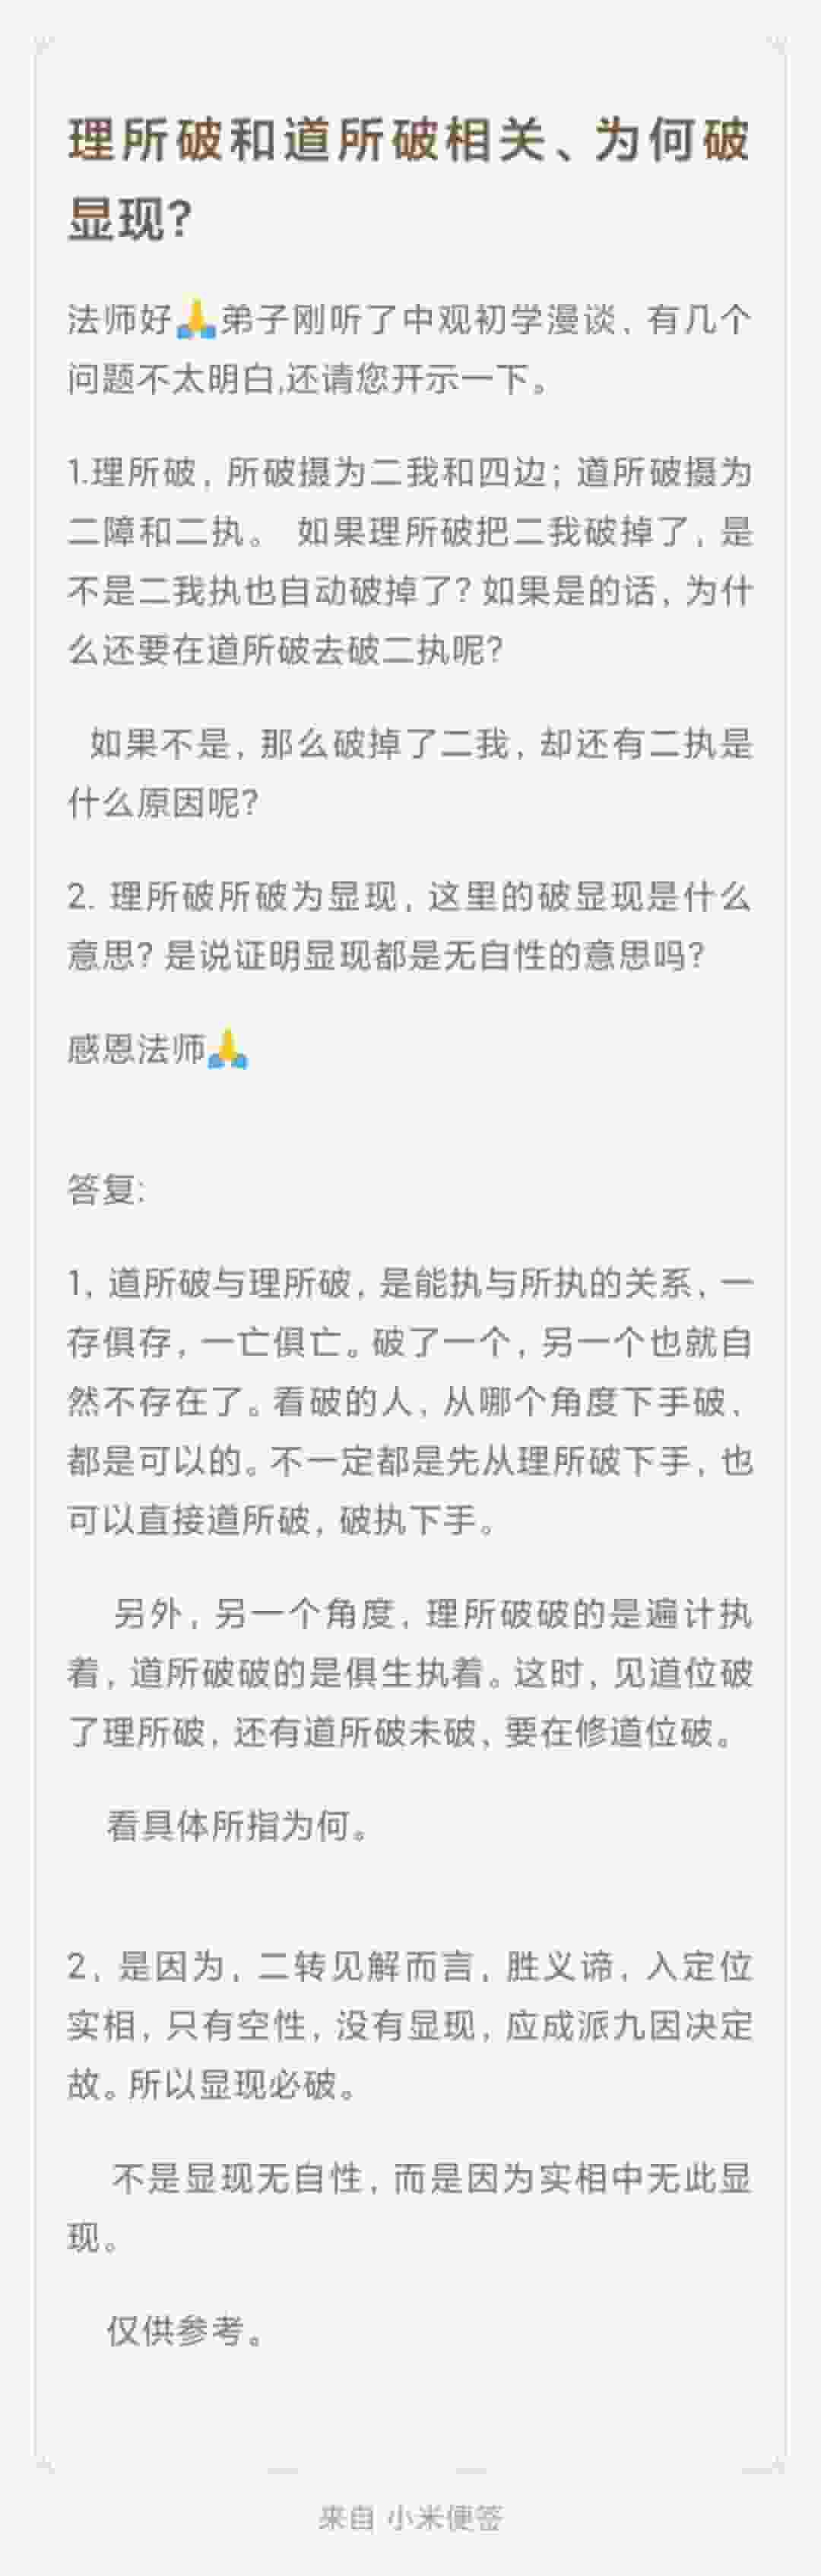 理所破和道所破相关、为何破
显现?
法师好🙏弟子刚听了中观初学漫谈，有几个
问题不太明白,还请您开示一下。
1.理所破，所破摄为二我和四边；道所破摄为
二障和二执。 如果理所破把二我破掉了，是
不是二我执也自动破掉了? 如果是的话，为什
么还要在道所破去破二执呢?
如果不是，那么破掉了二我，却还有二执是
什么原因呢?
2. 理所破所破为显现，这里的破显现是什么
意思? 是说证明显现都是无自性的意思吗?
感恩法师🙏
答复:
1，道所破与理所破，是能执与所执的关系，一
存俱存，一亡俱亡。破了一个，另一个也就自
然不存在了。看破的人，从哪个角度下手破，
都是可以的。不一定都是先从理所破下手，也
可以直接道所破，破执下手。
另外，另一个角度，理所破破的是遍计执
着，道所破破的是俱生执着。这时，见道位破
了理所破，还有道所破未破、要在修道位破。
看具体所指为何。
2，是因为，二转见解而言，胜义谛，入定位
实相，只有空性，没有显现，应成派九因决定
故。所以显现必破。
不是显现无自性，而是因为实相中无此显
现。
仅供参考。
来自 小米便签